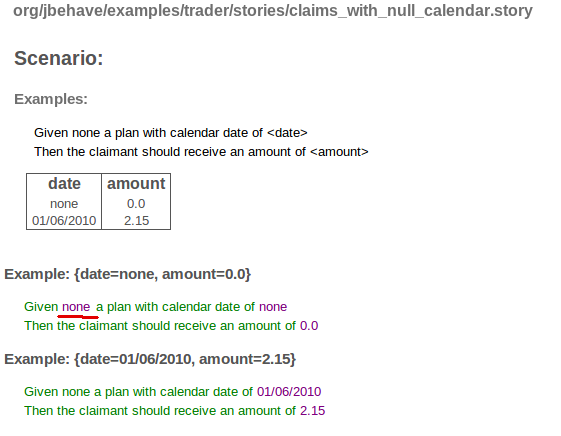 org/jbehave/examples/trader/stories/claims_with_null_calendar.story
Scenario:
Examples:
Given none a plan with calendar date of <date>
Then the claimant should receive an amount of <amount>
date amount
none 0.0
01/06/2010 2.15
Example: {date=none, amount=0.0}
Given none a plan with calendar date of none
Then the claimant should receive an amount of 0.0
Example: {date=01/06/2010, amount=2.15}
Given none a plan with calendar date of 01/06/2010
Then the claimant should receive an amount of 2.15